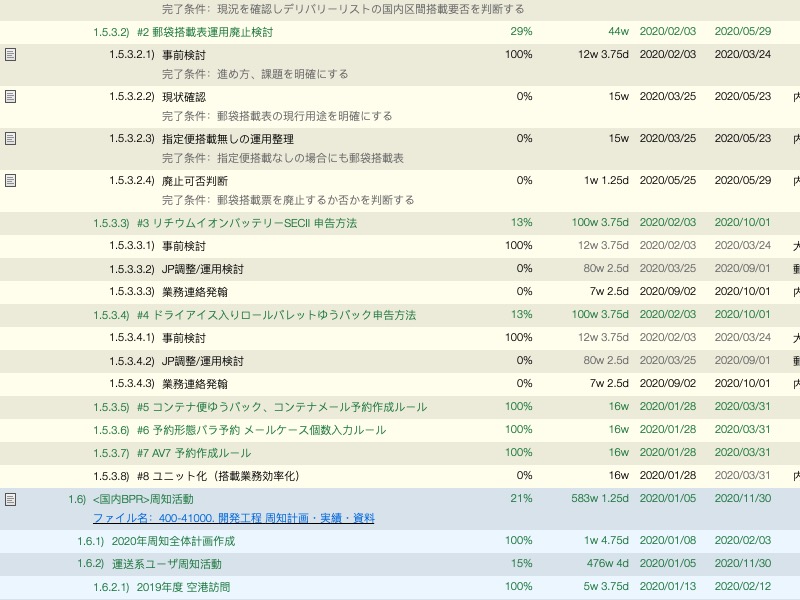 完了条件：現況を確認しデリバリーリストの国内区間搭載要否を判断する
1.5.3.2) #2 郵袋搭載表運用廃止検討 29% 44w 2020/02/03 2020/05/29
1.5.3.2.1) 事前検討 100% 12w 3.75d 2020/02/03 2020/03/24
完了条件：進め方、課題を明確にする
1.5.3.2.2) 現状確認 0% 15w 2020/03/25 2020/05/23
完了条件：郵袋搭載表の現行用途を明確にする
1.5.3.2.3) 指定便搭載無しの運用整理 0% 15w 2020/03/25 2020/05/23
完了条件：指定便搭載なしの場合にも郵袋搭載表
1.5.3.2.4) 廃止可否判断 0% 1w 1.25d 2020/05/25 2020/05/29
完了条件：郵袋搭載票を廃止するか否かを判断する
1.5.3.3) #3 リチウムイオンバッテリーSECII 申告方法 13% 100w 3.75d 2020/02/03 2020/10/01
1.5.3.3.1) 事前検討 100% 12w 3.75d 2020/02/03 2020/03/24
1.5.3.3.2) JP調整/運用検討 0% 80w 2.5d 2020/03/25 2020/09/01
1.5.3.3.3) 業務連絡発翰 0% 7w 2.5d 2020/09/02 2020/10/01
1.5.3.4) #4 ドライアイス入りロールパレットゆうパック申告方法 13% 100w 3.75d 2020/02/03 2020/10/01
1.5.3.4.1) 事前検討 100% 12w 3.75d 2020/02/03 2020/03/24
1.5.3.4.2) JP調整/運用検討 0% 80w 2.5d 2020/03/25 2020/09/01
1.5.3.4.3) 業務連絡発翰 0% 7w 2.5d 2020/09/02 2020/10/01
1.5.3.5) #5 コンテナ便ゆうパック、コンテナメール予約作成ルール 100% 16w 2020/01/28 2020/03/31
1.5.3.6) #6 予約形態バラ予約 メールケース個数入力ルール 100% 16w 2020/01/28 2020/03/31
1.5.3.7) #7 AV7 予約作成ルール 100% 16w 2020/01/28 2020/03/31
1.5.3.8) #8 ユニット化（搭載業務効率化） 0% 16w 2020/01/28 2020/03/31
1.6) <国内BPR>周知活動 21% 583w 1.25d 2020/01/05 2020/11/30
ファイル名：400-41000. 開発工程 周知計画・実績・資料
1.6.1) 2020年周知全体計画作成 100% 1w 4.75d 2020/01/08 2020/02/03
1.6.2) 運送系ユーザ周知活動 15% 476w 4d 2020/01/05 2020/11/30
1.6.2.1) 2019年度 空港訪問 100% 5w 3.75d 2020/01/13 2020/02/12